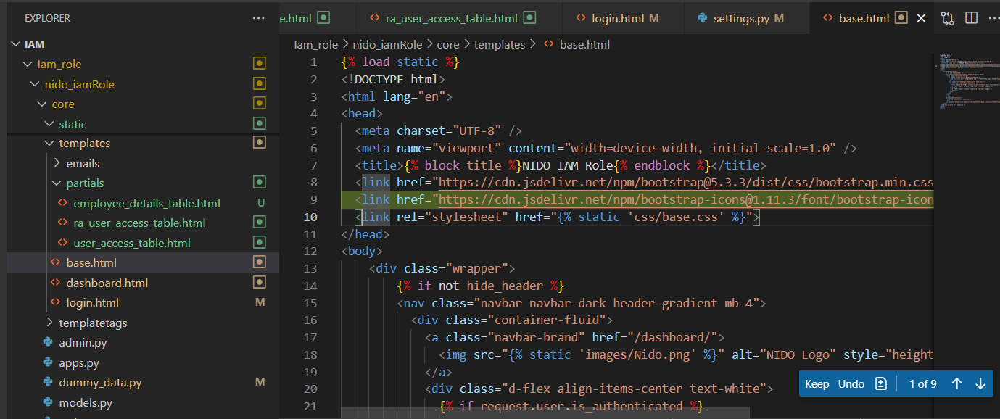 EXPLORER
IAM
Iam_role
nido_iamRole
core
static
templates
emails
partials
employee_details_table.html U
ra_user_access_table.html
user_access_table.html
base.html
dashboard.html
login.html M
templatetags
admin.py
apps.py
dummy_data.py M
models.py
e.html
ra_user_access_table.html
login.html M
settings.py M
base.html
Iam_role > nido_iamRole > core > templates > base.html
1 {% load static %}
2 <!DOCTYPE html>
3 <html lang="en">
4 <head>
5 <meta charset="UTF-8" />
6 <meta name="viewport" content="width=device-width, initial-scale=1.0" />
7 <title>{% block title %}NIDO IAM Role{% endblock %}</title>
8 <link href="https://cdn.jsdelivr.net/npm/bootstrap@5.3.3/dist/css/bootstrap.min.css
9 <link href="https://cdn.jsdelivr.net/npm/bootstrap-icons@1.11.3/font/bootstrap-icon
10 <link rel="stylesheet" href="{% static 'css/base.css' %}">
11 </head>
12 <body>
13 <div class="wrapper">
14 {% if not hide_header %}
15 <nav class="navbar navbar-dark header-gradient mb-4">
16 <div class="container-fluid">
17 <a class="navbar-brand" href="/dashboard/">
18 <img src="{% static 'images/Nido.png' %}" alt="NIDO Logo" style="height
19 </a>
20 <div class="d-flex align-items-center text-white">
21 {% if request.user.is_authenticated %}
Keep Undo 1 of 9